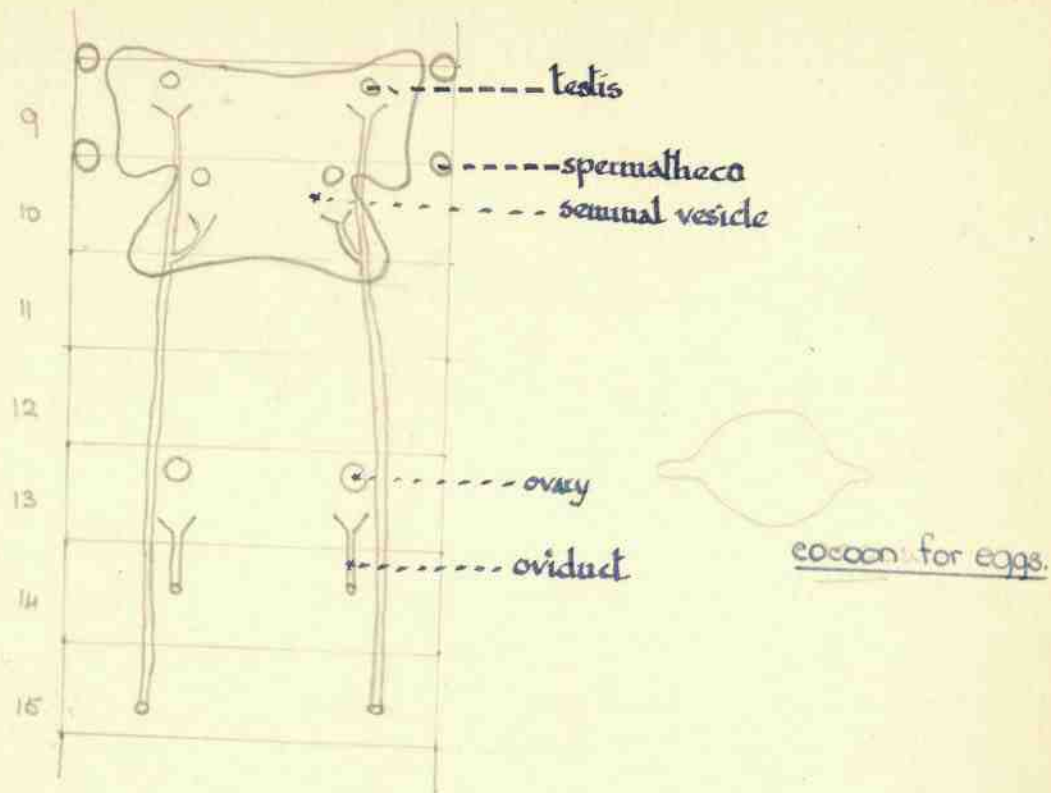 testis
9
spermatheca
seminal vesicle
10
11
12
ovary
13
cocoon for eggs.
oviduct
14
15